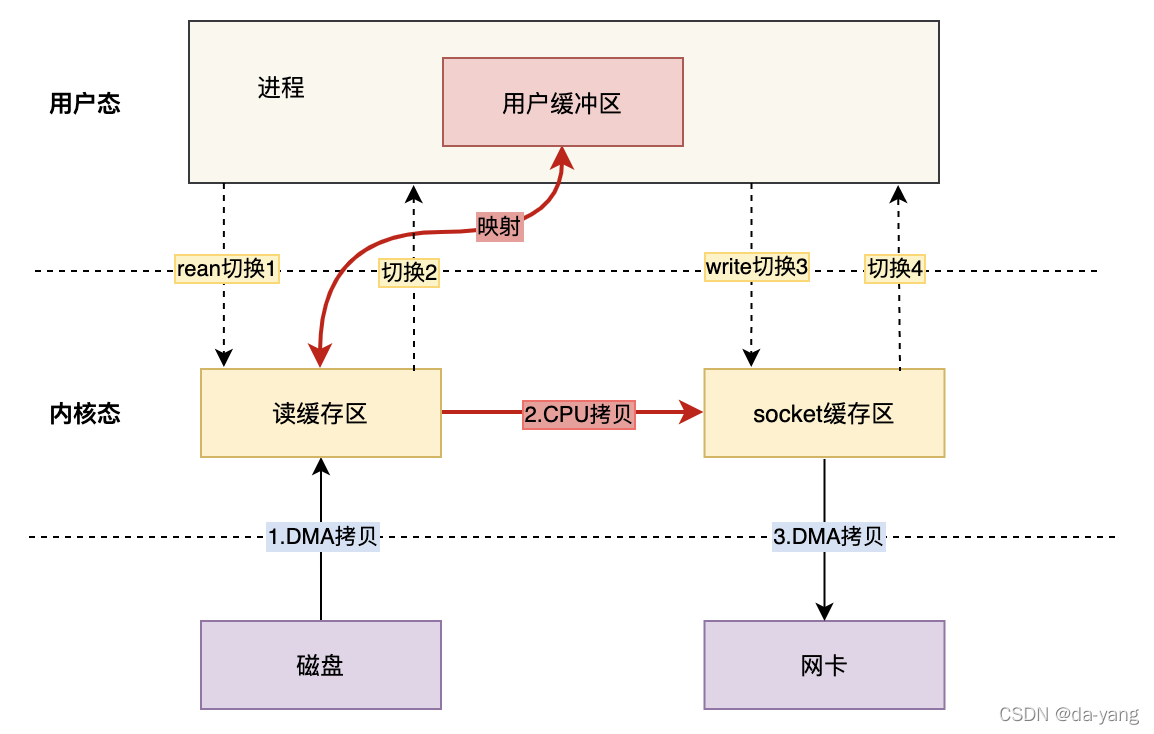 用户态
进程
用户缓冲区
映射
rean切换1
切换2
write切换3
切换4
内核态
读缓存区
2.CPU拷贝
socket缓存区
1.DMA拷贝
3.DMA拷贝
磁盘
网卡
CSDN @da-yang